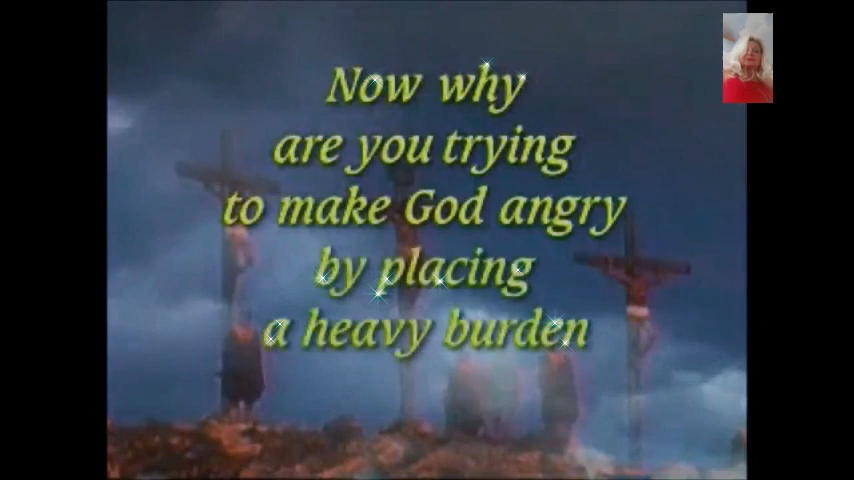 Now why
are you trying
to make God angry
by placing
a heavy burden